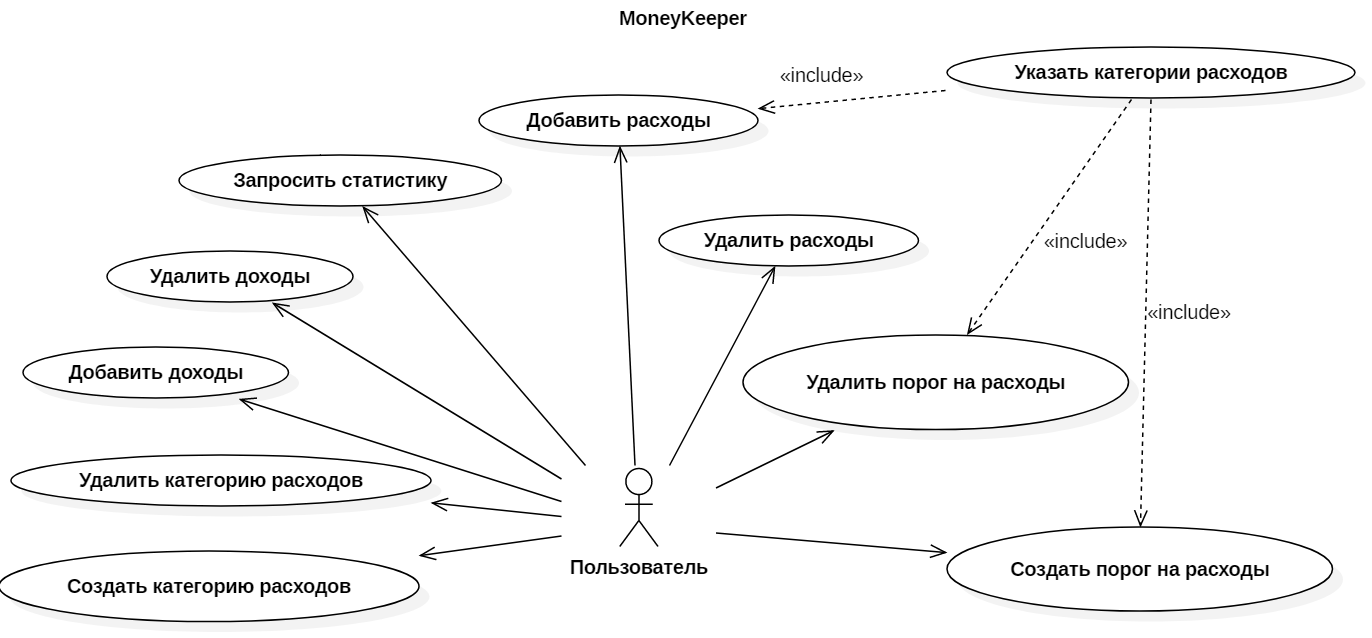 MoneyKeeper
«include»
Указать категории расходов
Добавить расходы
Запросить статистику
Удалить расходы
«include»
Удалить доходы
«include»
Добавить доходы
Удалить порог на расходы
Удалить категорию расходов
Пользователь
Создать порог на расходы
Создать категорию расходов